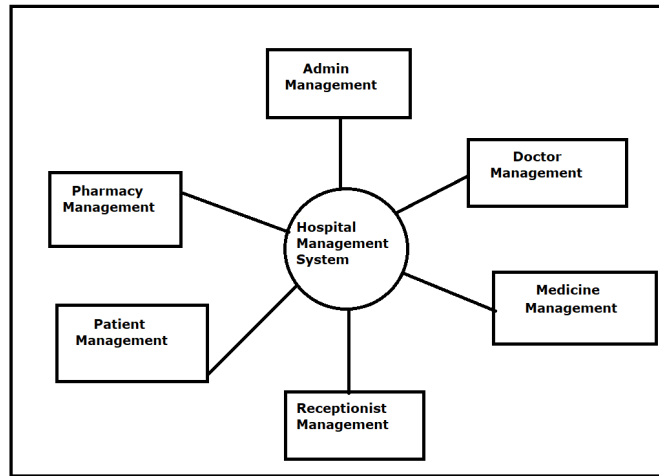 Admin
Management
Doctor
Management
Pharmacy
Management
Hospital
Management
System
Medicine
Management
Patient
Management
Receptionist
Management